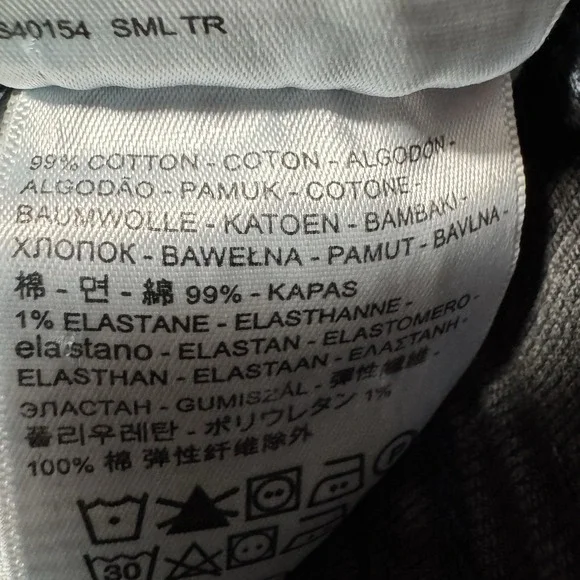 S40154 SML TR
99% COTTON - COTON - ALGODÓN -
ALGODÃO - PAMUK - COTONE -
BAUMWOLLE - KATOEN - BAMBAKI -
ХЛОПОК - BAWEŁNA - PAMUT - BAVLNA -
棉 - 면 - 綿 99% - KAPAS
1% ELASTANE - ELASTHANNE -
elastano - ELASTAN - ELASTOMERO -
ELASTHAN - ELASTAAN - ΕΛΑΣΤΑΝΗ -
ЭЛАСТАН - GUMISZÁL - 弹性纖維 -
폴리우레탄 - ポリウレタン 1%
100% 棉 弹性纤维除外
P
30